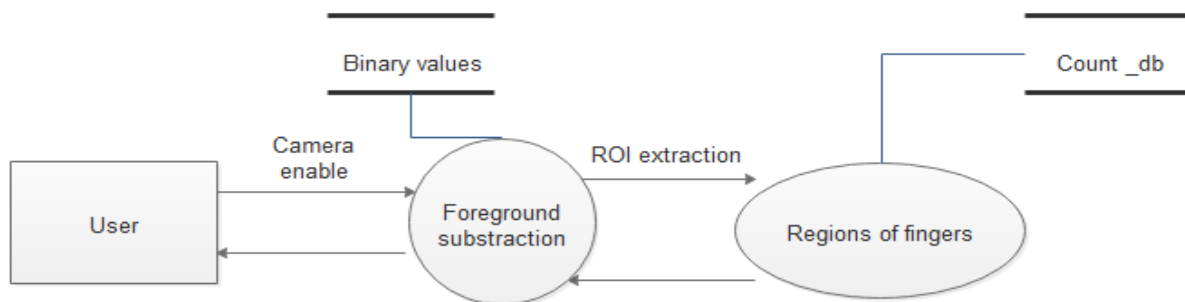 Binary values
Count _db
Camera
enable
ROI extraction
User
Foreground
substraction
Regions of fingers